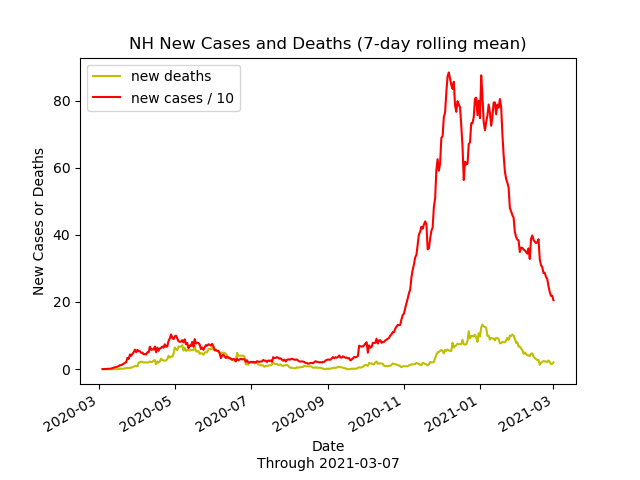 NH New Cases and Deaths (7-day rolling mean)
new deaths
new cases / 10
New Cases or Deaths
80
60
40
20
0
2020-03
2020-05
2020-07
2020-09
2020-11
2021-01
2021-03
Date
Through 2021-03-07